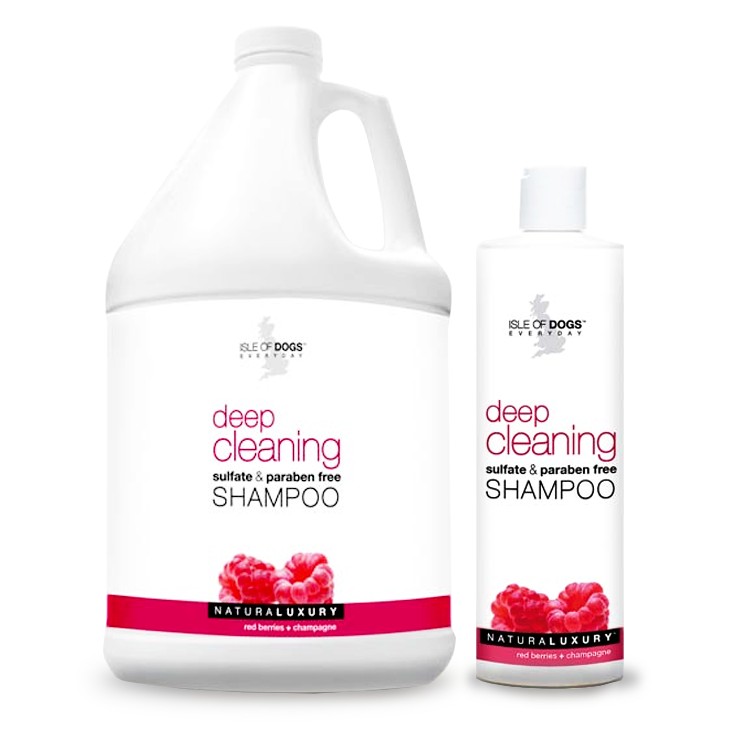 ISLE OF DOGS™
EVERYDAY
deep
cleaning
sulfate & paraben free
SHAMPOO
NATURALUXURY
red berries + champagne
ISLE OF DOGS™
EVERYDAY
deep
cleaning
sulfate & paraben free
SHAMPOO
NATURALUXURY™
red berries + champagne